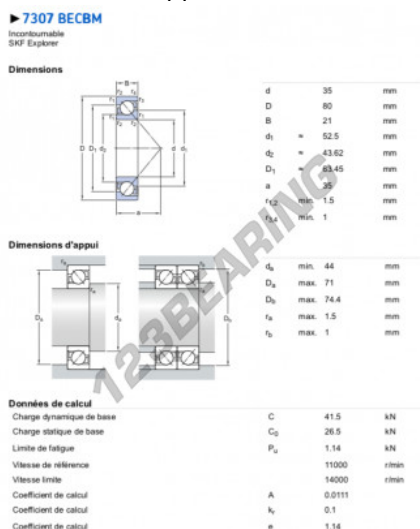 ►7307 BECBM
Incontournable
SKF Explorer
Dimensions
d 35 mm
D 80 mm
B 21 mm
d1 ≈ 52.5 mm
d2 ≈ 43.62 mm
D1 ≈ 63.45 mm
a 35 mm
r1,2 min. 1.5 mm
r3,4 min. 1 mm
Dimensions d'appui
da min. 44 mm
Da max. 71 mm
Db max. 74.4 mm
ra max. 1.5 mm
rb max. 1 mm
123BEARING
Données de calcul
Charge dynamique de base C 41.5 kN
Charge statique de base C0 26.5 kN
Limite de fatigue Pu 1.14 kN
Vitesse de référence 11000 r/min
Vitesse limite 14000 r/min
Coefficient de calcul A 0.0111
Coefficient de calcul kr 0.1
Coefficient de calcul e 1.14